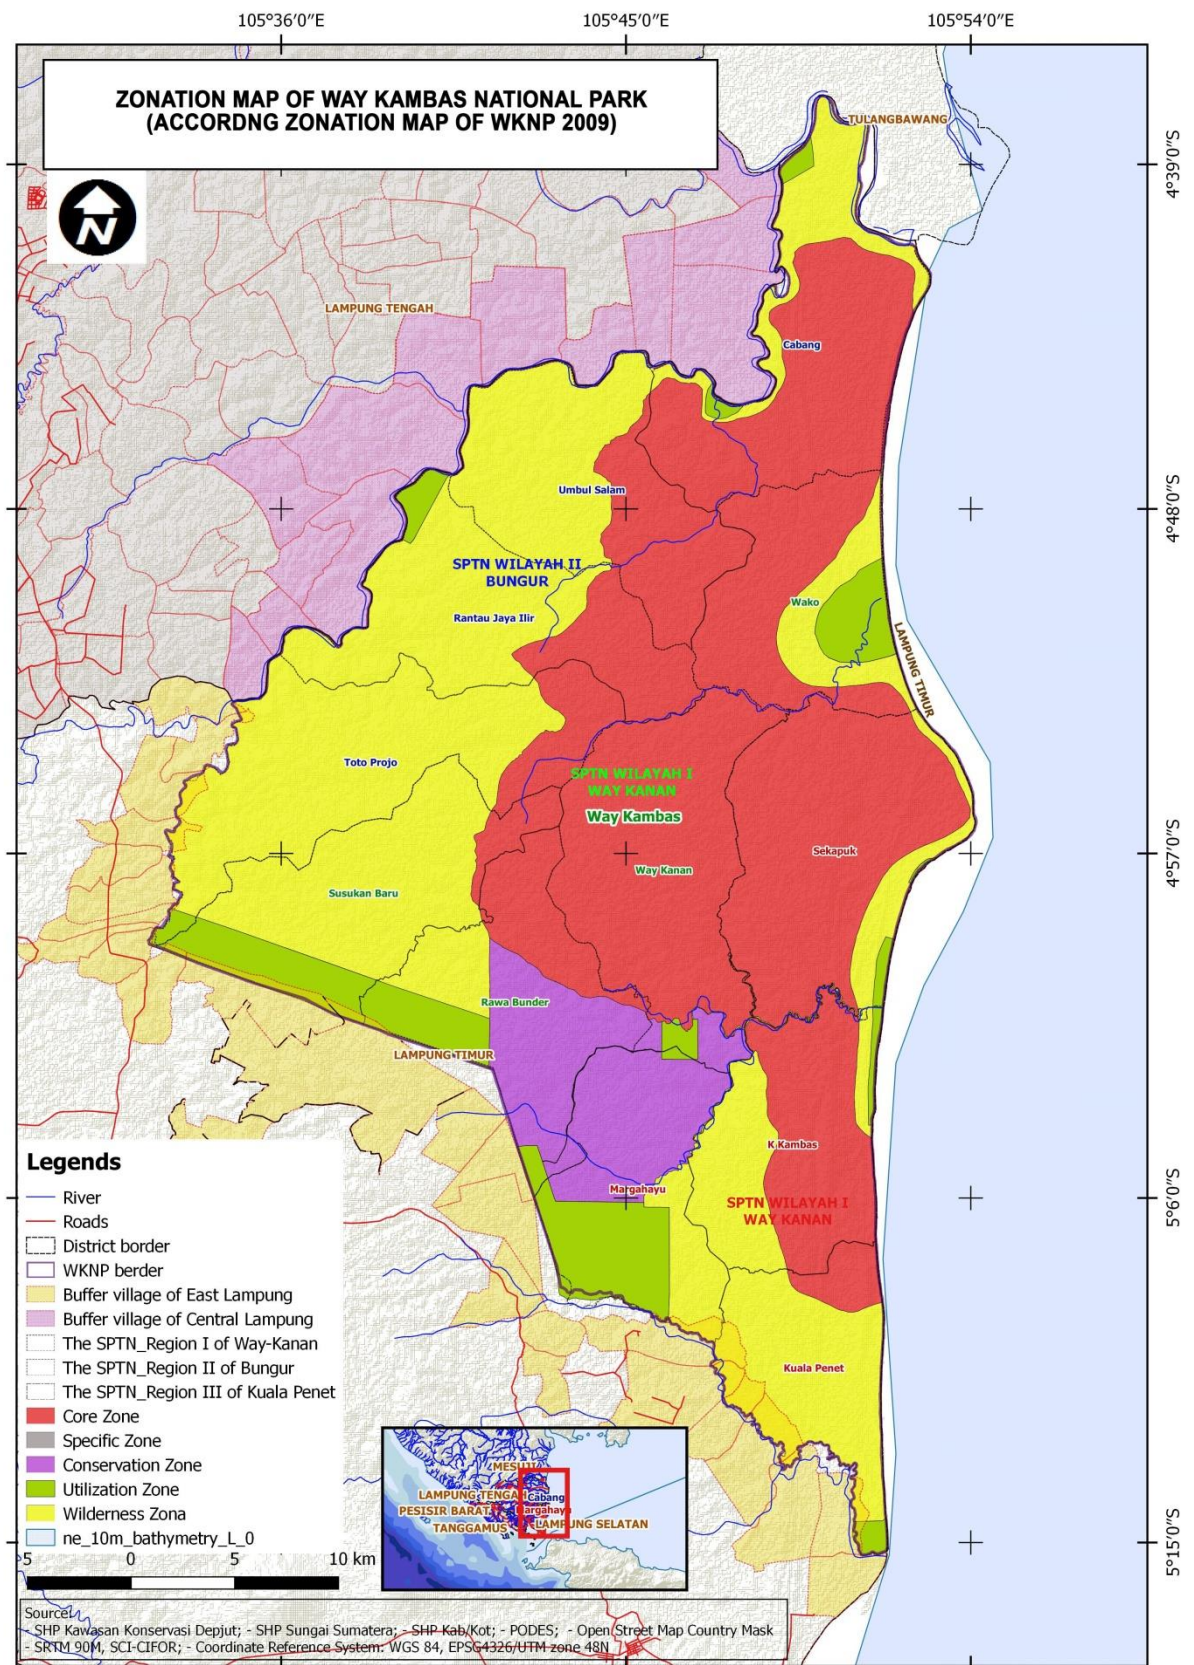 105°36'0"E
105°45'0"E
105°54'0"E
ZONATION MAP OF WAY KAMBAS NATIONAL PARK
(ACCORDNG ZONATION MAP OF WKNP 2009)
N
TULANGBAWANG
4°39'0"S
LAMPUNG TENGAH
Cabang
Umbul Salam
4°48'0"S
SPTN WILAYAH II
BUNGUR
Rantau Jaya Ilir
Wako
LAMPUNG TIMUR
Toto Projo
SPTN WILAYAH I
WAY KANAN
Way Kambas
Sekapuk
4°57'0"S
Way Kanan
Susukan Baru
Rawa Bunder
LAMPUNG TIMUR
K Kambas
Margahayu
SPTN WILAYAH I
WAY KANAN
5°6'0"S
Kuala Penet
5°15'0"S
Legends
River
Roads
District border
WKNP berder
Buffer village of East Lampung
Buffer village of Central Lampung
The SPTN_Region I of Way-Kanan
The SPTN_Region II of Bungur
The SPTN_Region III of Kuala Penet
Core Zone
Specific Zone
Conservation Zone
Utilization Zone
Wilderness Zona
ne_10m_bathymetry_L_0
5 0 5 10 km
MESUJI
LAMPUNG TENGAH
Cabang
PESISIR BARAT
Margahayu
TANGGAMUS
LAMPUNG SELATAN
Source:
- SHP Kawasan Konservasi Depjut; - SHP Sungai Sumatera; - SHP Kab/Kot; - PODES; - Open Street Map Country Mask
- SRTM 90M, SCI-CIFOR; - Coordinate Reference System: WGS 84, EPSG4326/UTM zone 48N